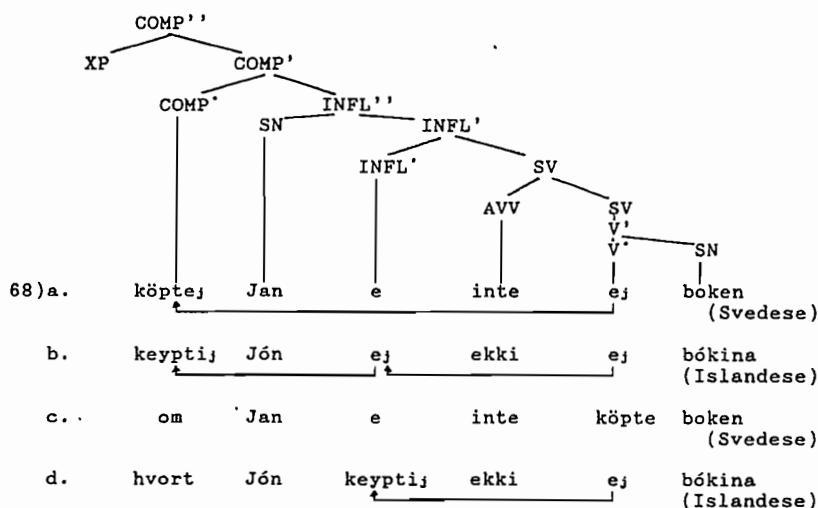 COMP''
XP COMP'
COMP° INFL''
SN INFL'
INFL° SV
AVV SV
V'
V° SN
68)a. köptej Jan e inte ej boken
(Svedese)
b. keyptij Jón ej ekki ej bókina
(Islandese)
c. om Jan e inte köpte boken
(Svedese)
d. hvort Jón keyptij ekki ej bókina
(Islandese)